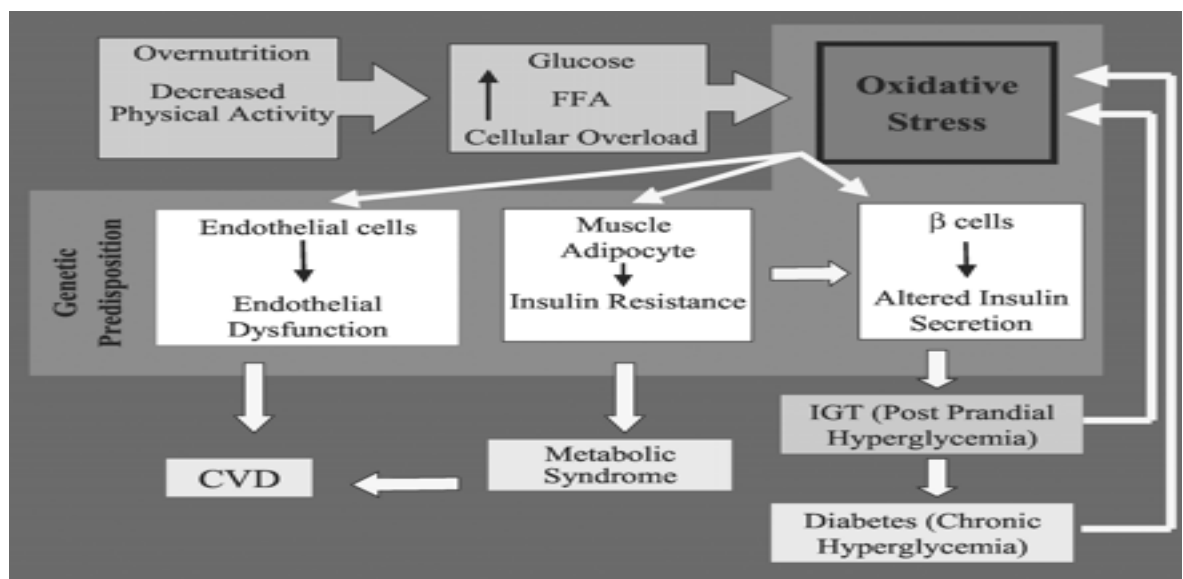 Overnutrition
Decreased
Physical Activity
Glucose
FFA
Cellular Overload
Oxidative
Stress
Genetic
Predisposition
Endothelial cells
Endothelial
Dysfunction
Muscle
Adipocyte
Insulin Resistance
β cells
Altered Insulin
Secretion
CVD
Metabolic
Syndrome
IGT (Post Prandial
Hyperglycemia)
Diabetes (Chronic
Hyperglycemia)